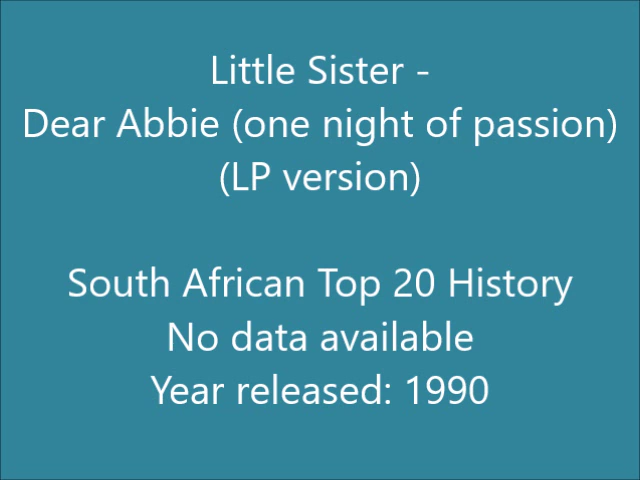 Little Sister -
Dear Abbie (one night of passion)
(LP version)
South African Top 20 History
No data available
Year released: 1990